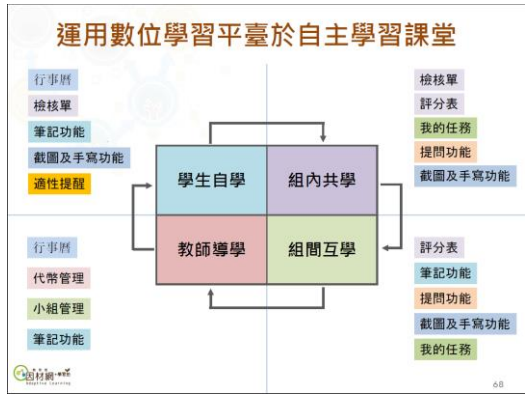 運用數位學習平臺於自主學習課堂
行事曆
檢核單
筆記功能
截圖及手寫功能
適性提醒
檢核單
評分表
我的任務
提問功能
截圖及手寫功能
學生自學
組內共學
教師導學
組間互學
行事曆
代幣管理
小組管理
筆記功能
評分表
筆記功能
提問功能
截圖及手寫功能
我的任務
因材網
Adaptive Learning
68